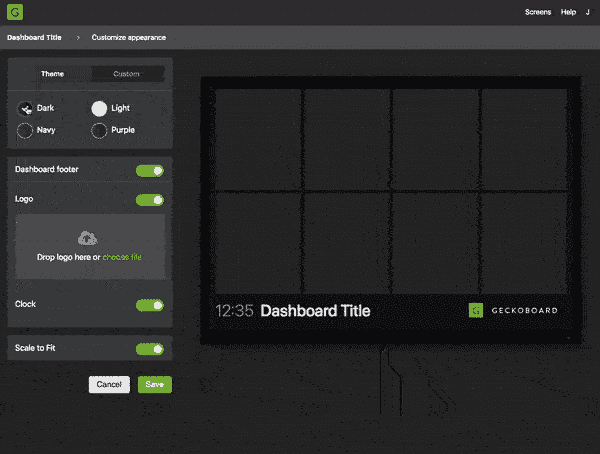 G
Screens Help J
Dashboard Title > Customize appearance
Theme Custom
Dark Light
Navy Purple
Dashboard footer
Logo
Drop logo here or choose file
Clock
Scale to Fit
Cancel Save
12:35 Dashboard Title G GECKOBOARD